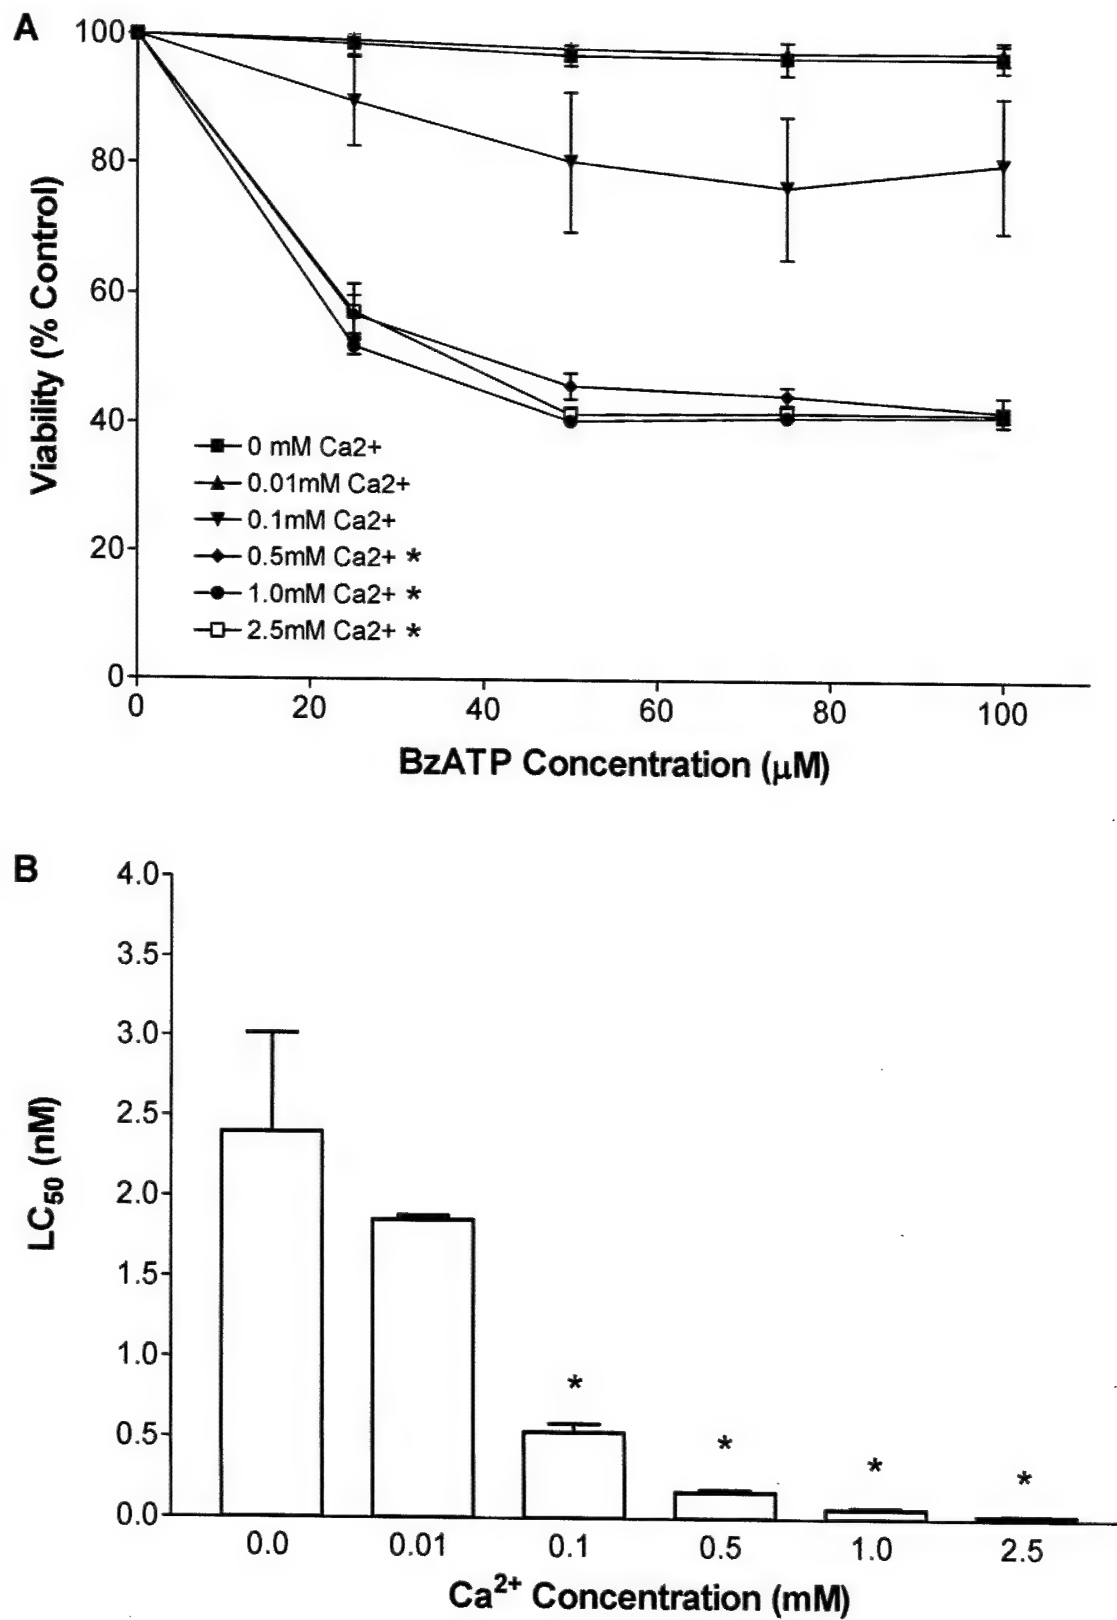 A
100
80
60
40
20
0
Viability (% Control)
0 mM Ca2+
0.01mM Ca2+
0.1mM Ca2+
0.5mM Ca2+ *
1.0mM Ca2+ *
2.5mM Ca2+ *
0 20 40 60 80 100
BzATP Concentration (μM)
B
4.0
3.5
3.0
2.5
2.0
1.5
1.0
0.5
0.0
LC50 (nM)
* * * *
0.0 0.01 0.1 0.5 1.0 2.5
Ca2+ Concentration (mM)